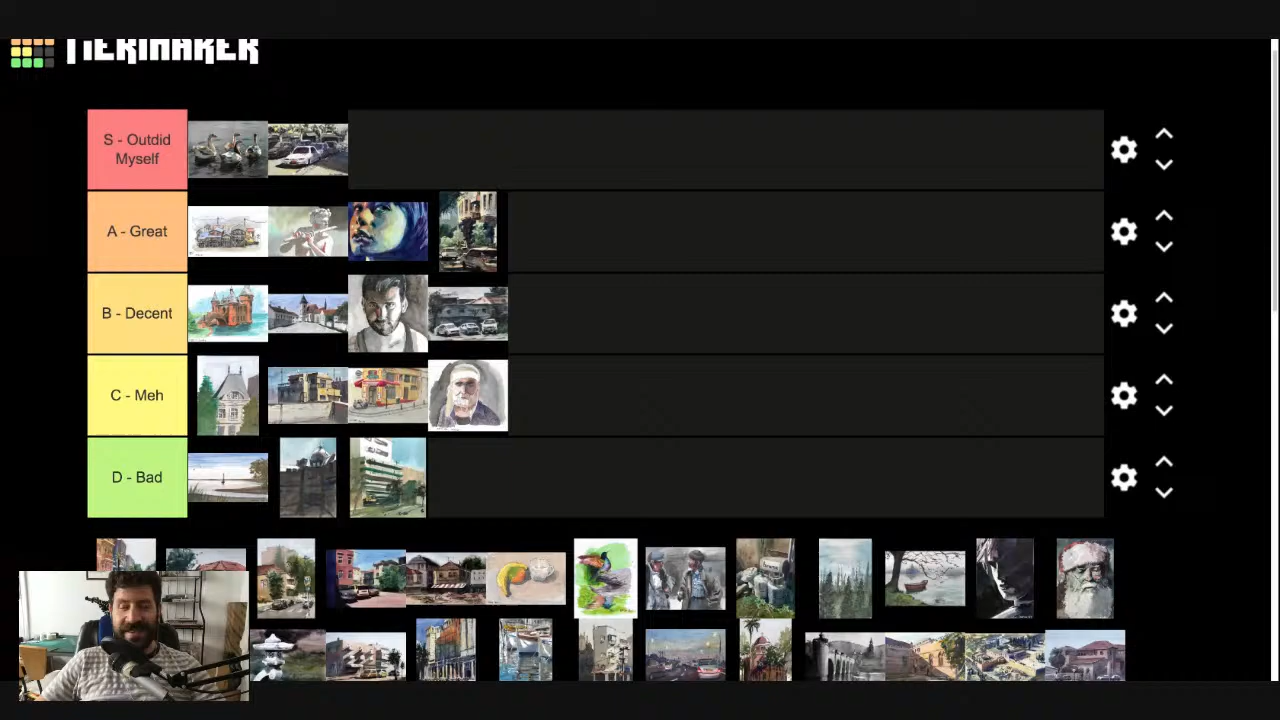 TIERMAKER
S - Outdid
Myself
A - Great
B - Decent
C - Meh
D - Bad